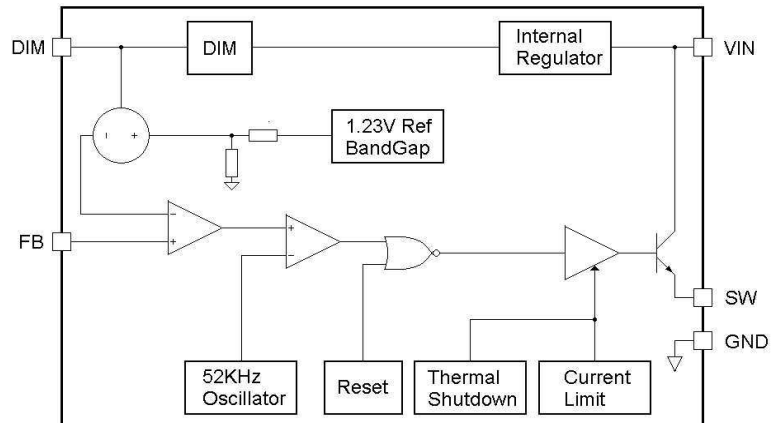 DIM
DIM
Internal
Regulator
VIN
- +
1.23V Ref
BandGap
-
+
FB
+
-
SW
GND
52KHz
Oscillator
Reset
Thermal
Shutdown
Current
Limit